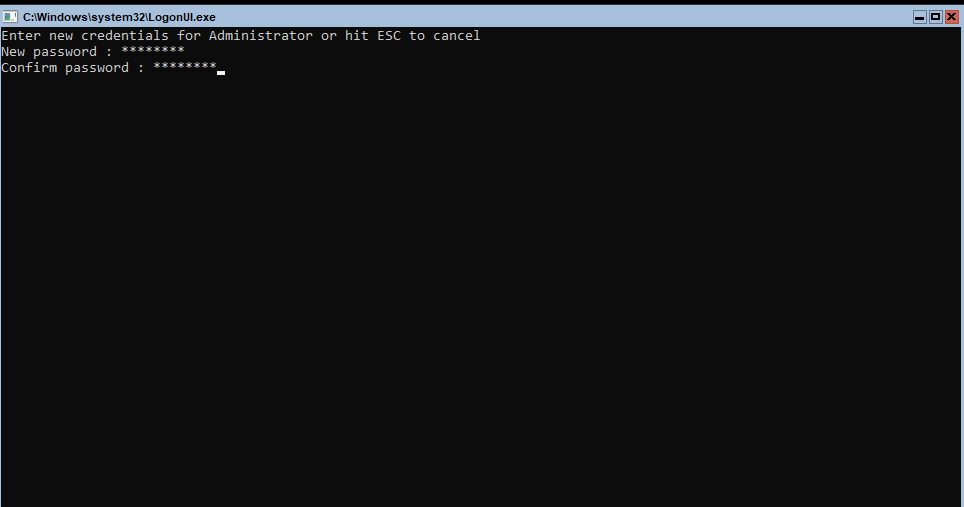 C:\Windows\system32\LogonUI.exe
Enter new credentials for Administrator or hit ESC to cancel
New password : ********
Confirm password : ********